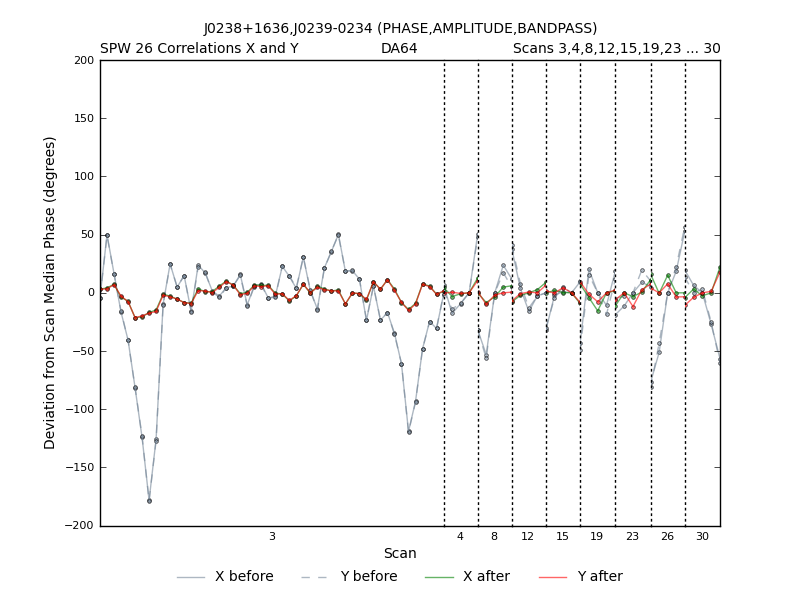 J0238+1636,J0239-0234 (PHASE,AMPLITUDE,BANDPASS)
SPW 26 Correlations X and Y DA64 Scans 3,4,8,12,15,19,23 ... 30
200
150
100
50
0
−50
−100
−150
−200
Deviation from Scan Median Phase (degrees)
3 4 8 12 15 19 23 26 30
Scan
X before Y before X after Y after